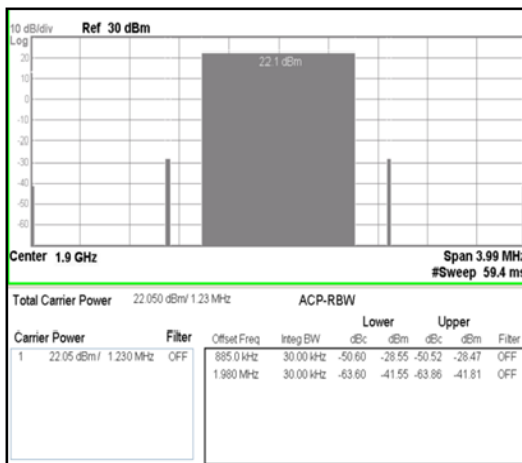 10 dB/div Ref 30 dBm
Log
22.1 dBm
20
10
0
-10
-20
-30
-40
-50
-60
Center 1.9 GHz Span 3.99 MHz
#Sweep 59.4 ms
Total Carrier Power 22.050 dBm/ 1.23 MHz ACP-RBW
Lower Upper
Carrier Power Filter Offset Freq Integ BW dBc dBm dBc dBm Filter
1 22.05 dBm / 1.230 MHz OFF 885.0 kHz 30.00 kHz -50.60 -28.55 -50.52 -28.47 OFF
1.980 MHz 30.00 kHz -63.60 -41.55 -63.86 -41.81 OFF